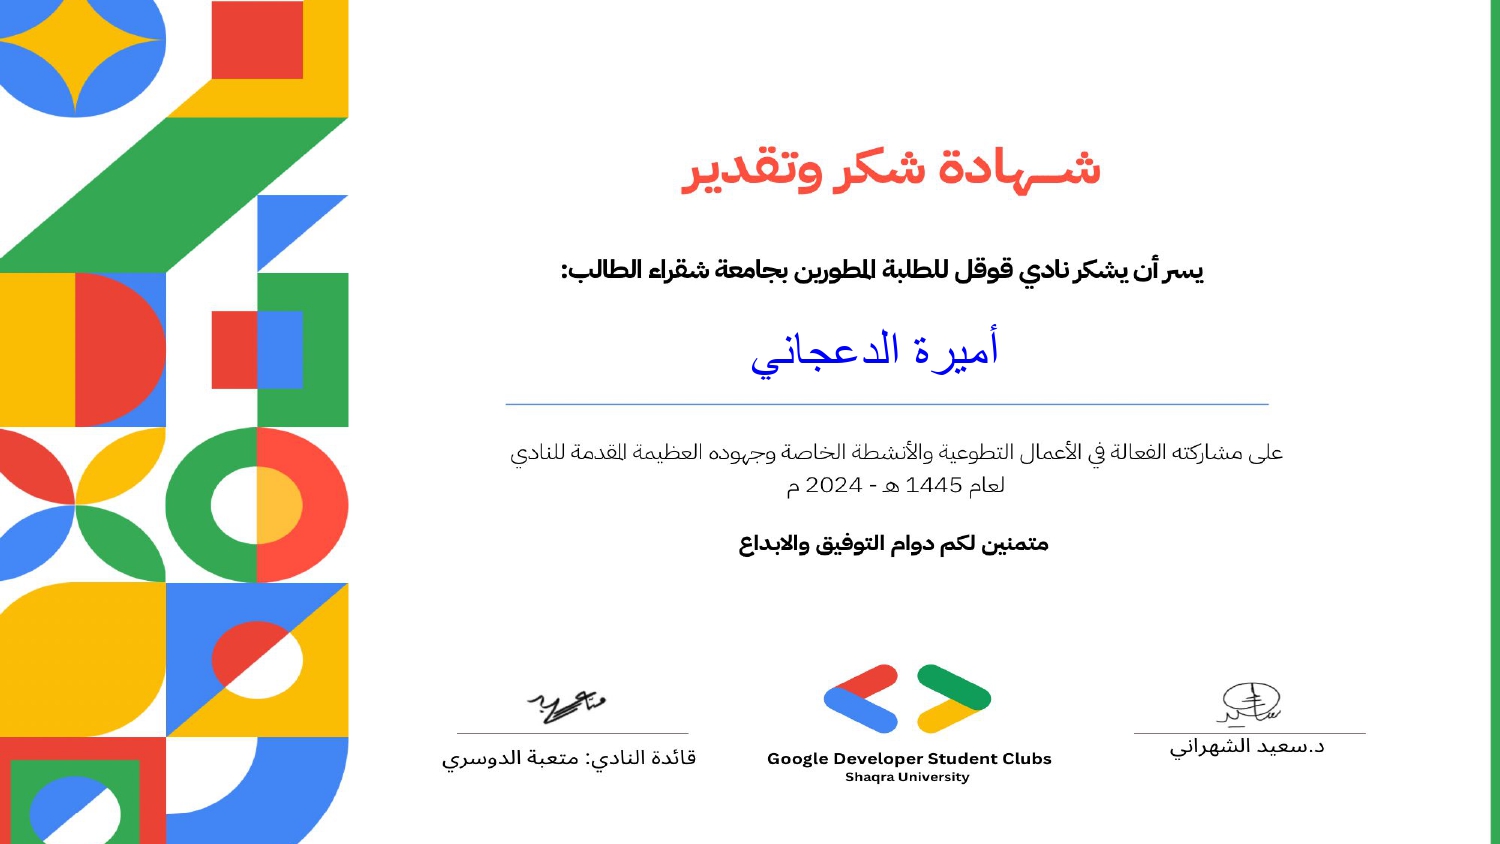 شـــهادة شكر وتقدير
يسر أن يشكر نادي قوقل للطلبة المطورين بجامعة شقراء الطالب:
أميرة الدعجاني
على مشاركته الفعالة في الأعمال التطوعية والأنشطة الخاصة وجهوده العظيمة المقدمة للنادي
لعام 1445 هـ - 2024 م
متمنين لكم دوام التوفيق والابداع
د.سعيد الشهراني
Google Developer Student Clubs
Shaqra University
قائدة النادي: متعبة الدوسري